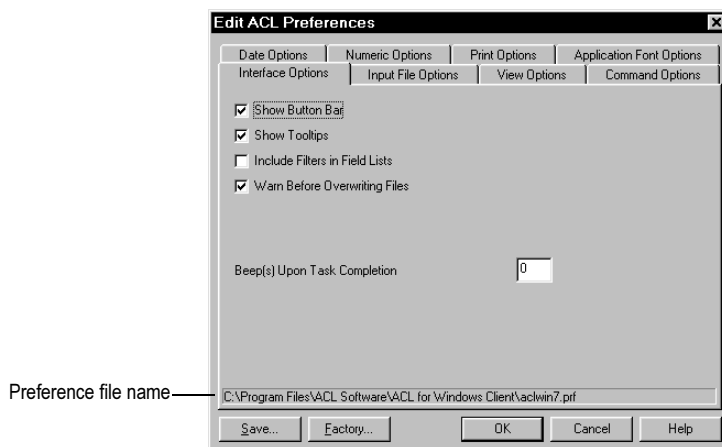 Edit ACL Preferences
Date Options Numeric Options Print Options Application Font Options
Interface Options Input File Options View Options Command Options
Show Button Bar
Show Tooltips
Include Filters in Field Lists
Warn Before Overwriting Files
Beep(s) Upon Task Completion 0
Preference file name
C:\Program Files\ACL Software\ACL for Windows Client\aclwin7.prf
Save... Factory... OK Cancel Help